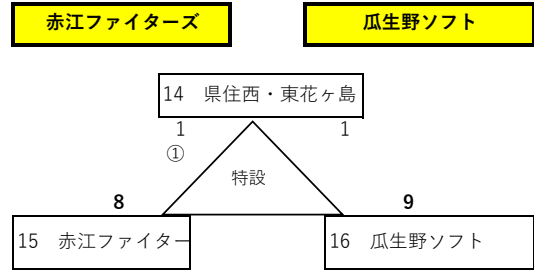 赤江ファイターズ 瓜生野ソフト
14 県住西・東花ヶ島
1 1
①
特設
8 9
15 赤江ファイター 16 瓜生野ソフト